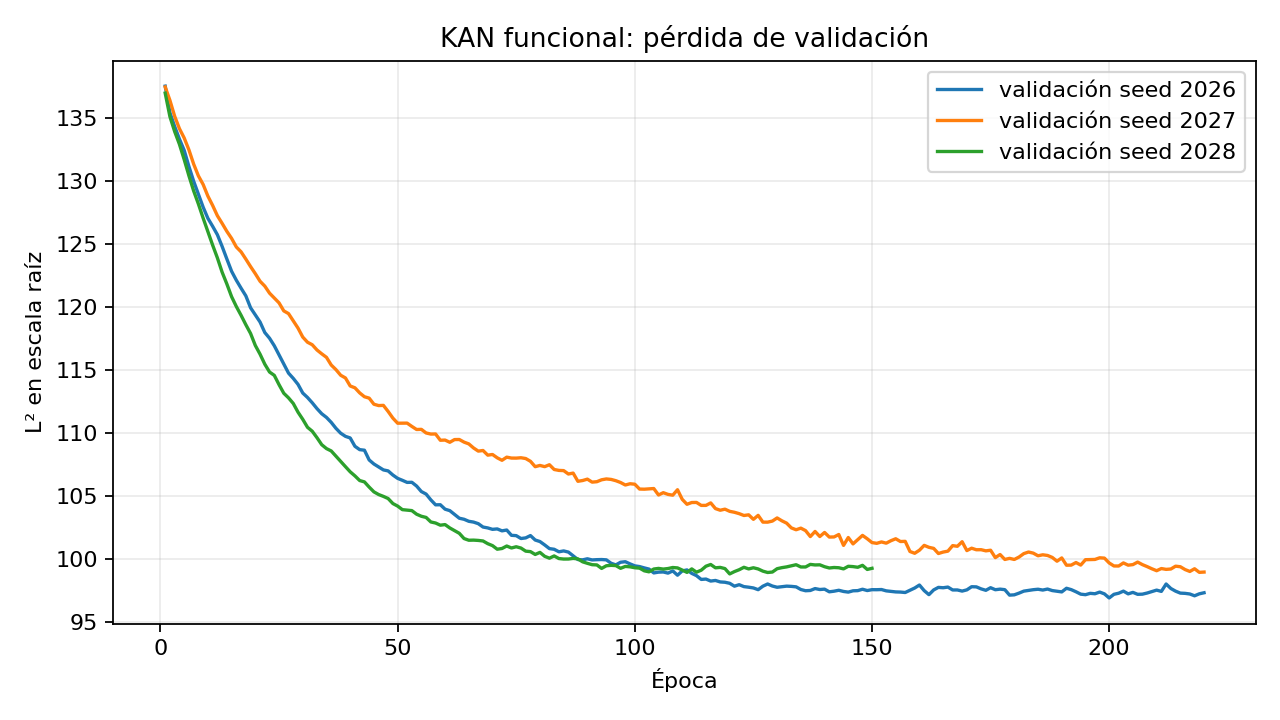 KAN funcional: pérdida de validación
validación seed 2026
validación seed 2027
validación seed 2028
L² en escala raíz
135
130
125
120
115
110
105
100
95
0 50 100 150 200
Época